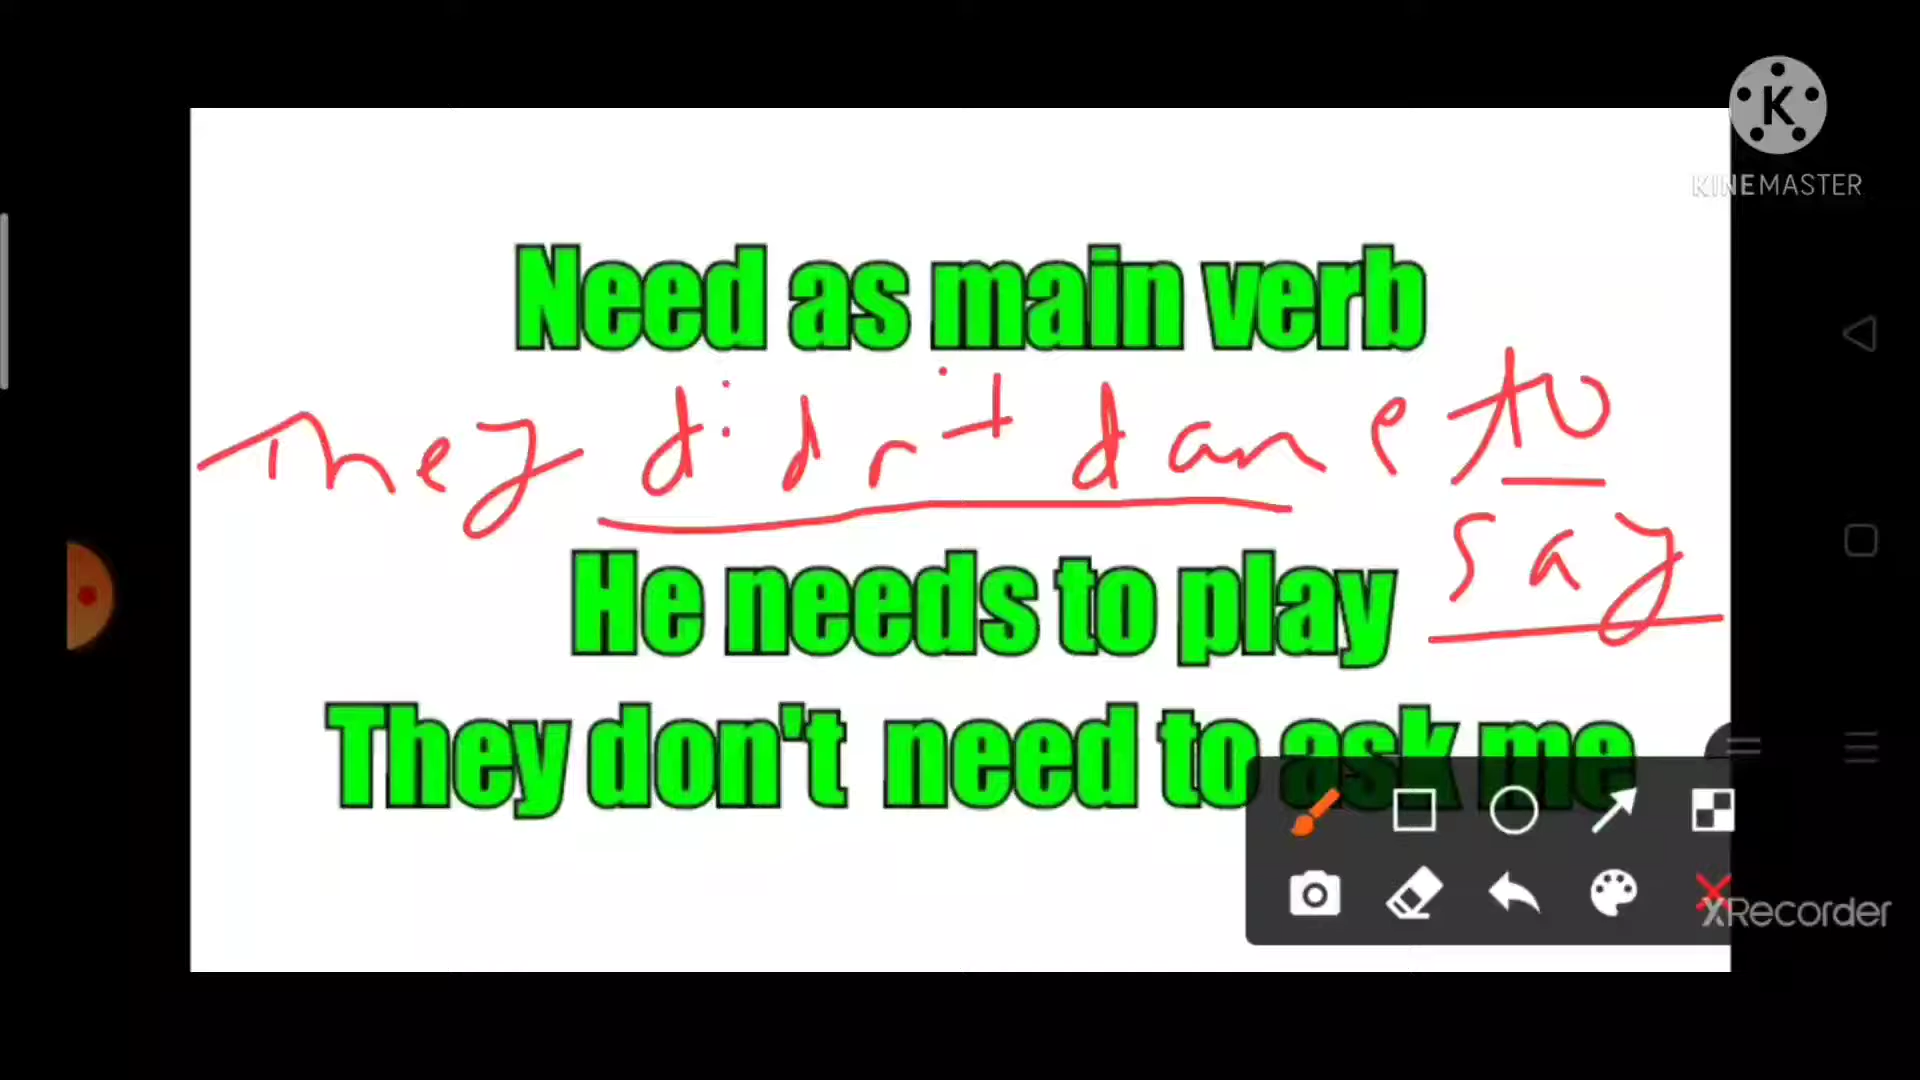 KINEMASTER
Need as main verb
They didn't dare to
say
He needs to play
They don't need to ask me
XRecorder